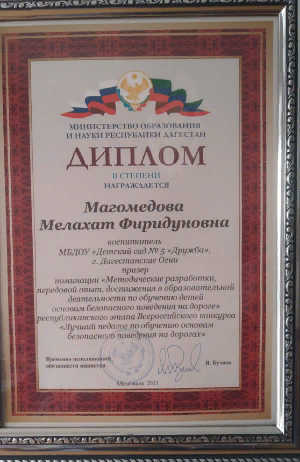 МИНИСТЕРСТВО ОБРАЗОВАНИЯ
И НАУКИ РЕСПУБЛИКИ ДАГЕСТАН
ДИПЛОМ
II СТЕПЕНИ
НАГРАЖДАЕТСЯ
Магомедова
Мелахат Фиридуновна
воспитатель
МБДОУ «Детский сад № 5 «Дружба»,
г. Дагестанские Огни
призер
номинации «Методические разработки,
передовой опыт, достижения в образовательной
деятельности по обучению детей
основам безопасного поведения на дороге»
республиканского этапа Всероссийского конкурса
«Лучший педагог по обучению основам
безопасного поведения на дорогах»
Временно исполняющий
обязанности министра
Я. Бучаев
Махачкала 2021